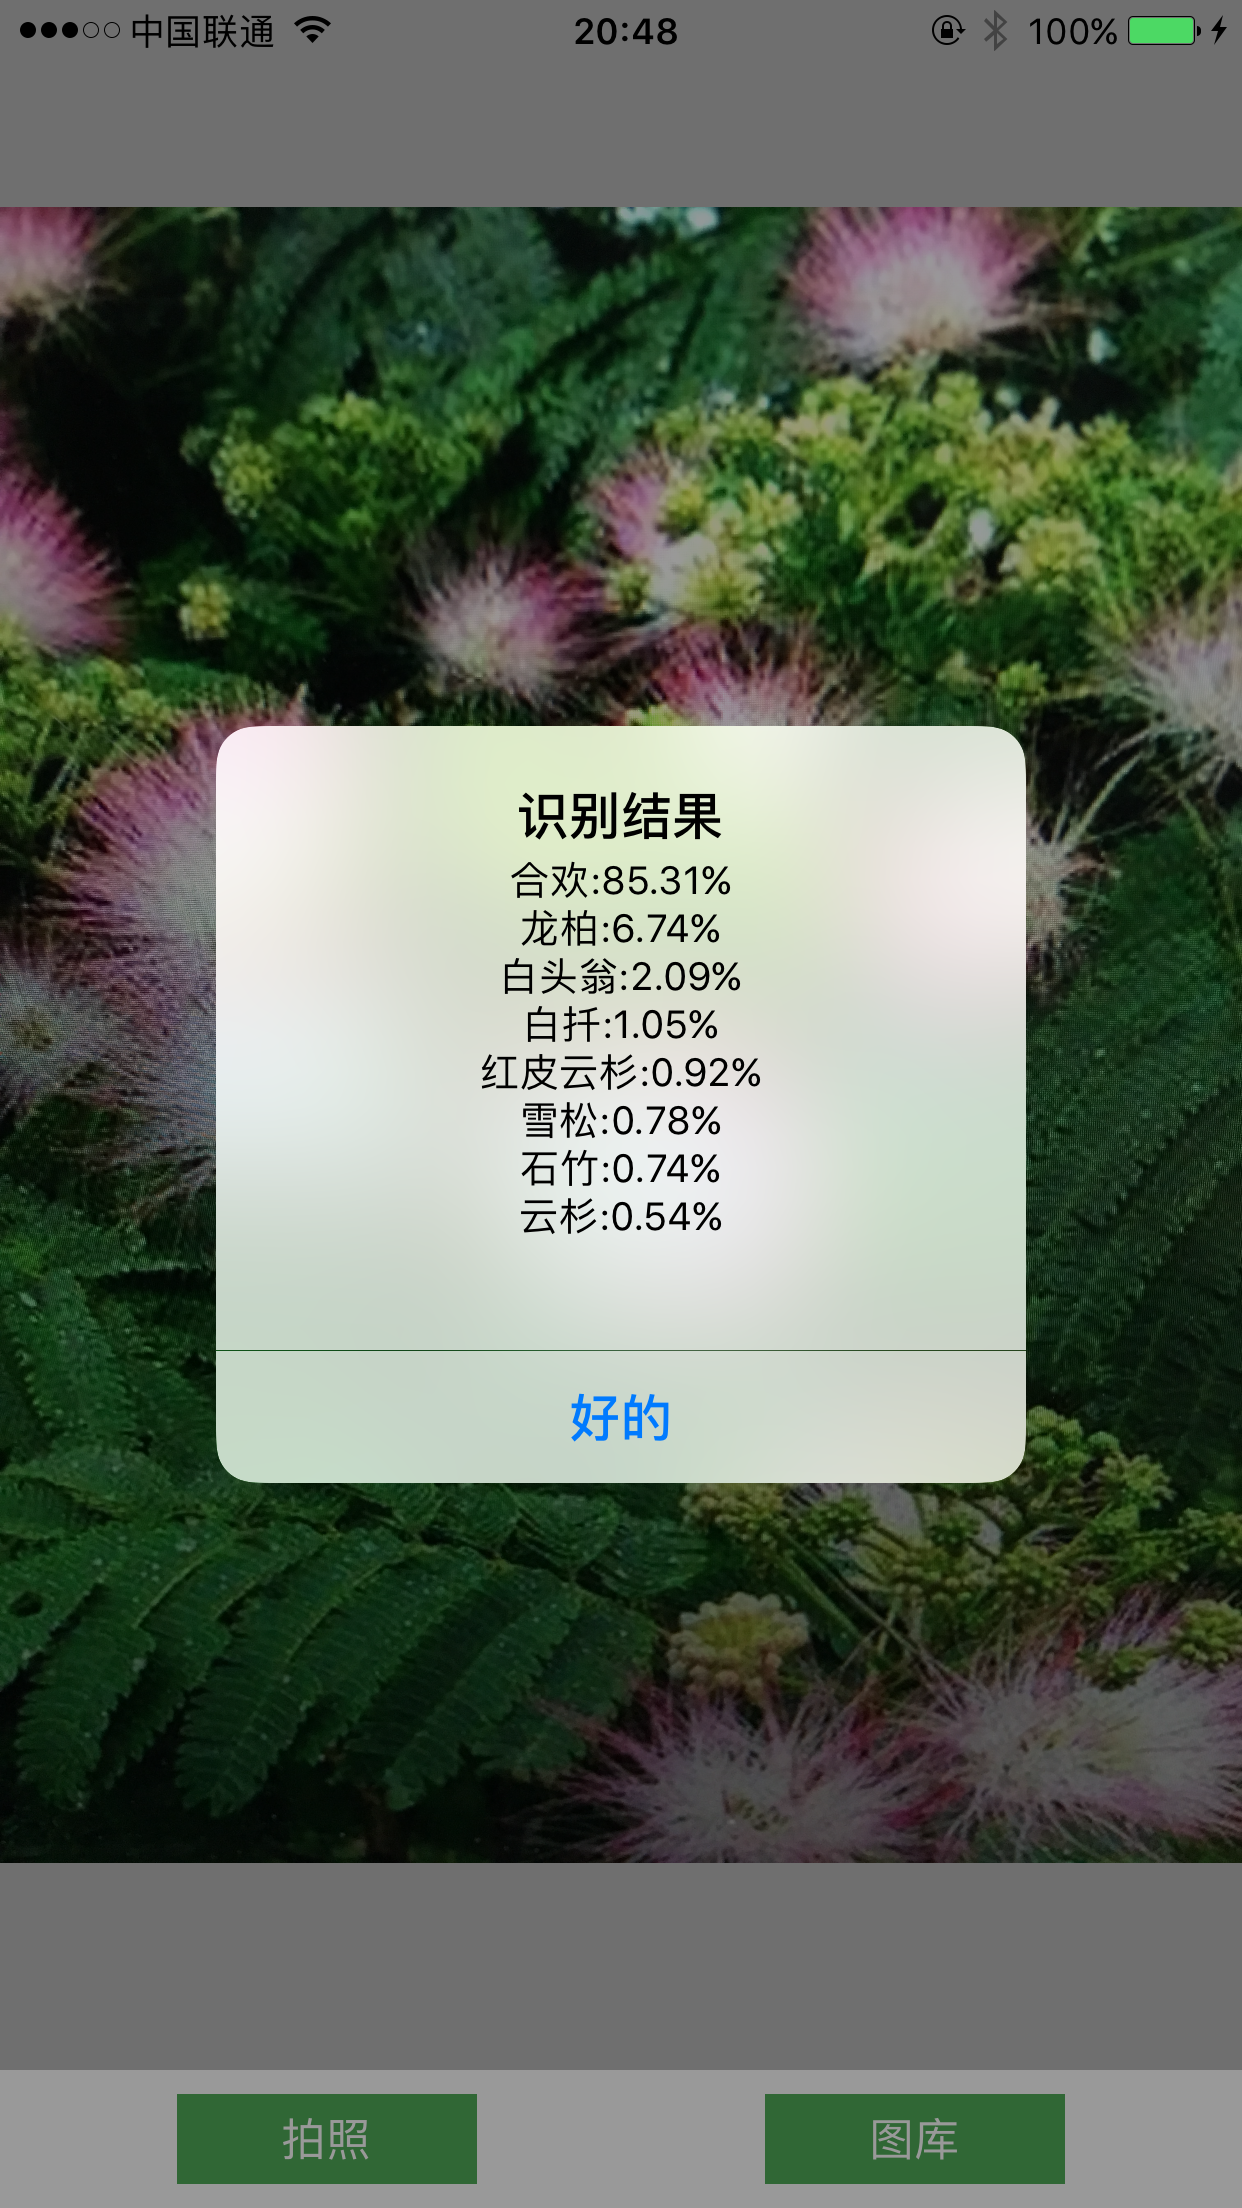 中国联通 20:48 100%
识别结果
合欢:85.31%
龙柏:6.74%
白头翁:2.09%
白扦:1.05%
红皮云杉:0.92%
雪松:0.78%
石竹:0.74%
云杉:0.54%
好的
拍照 图库